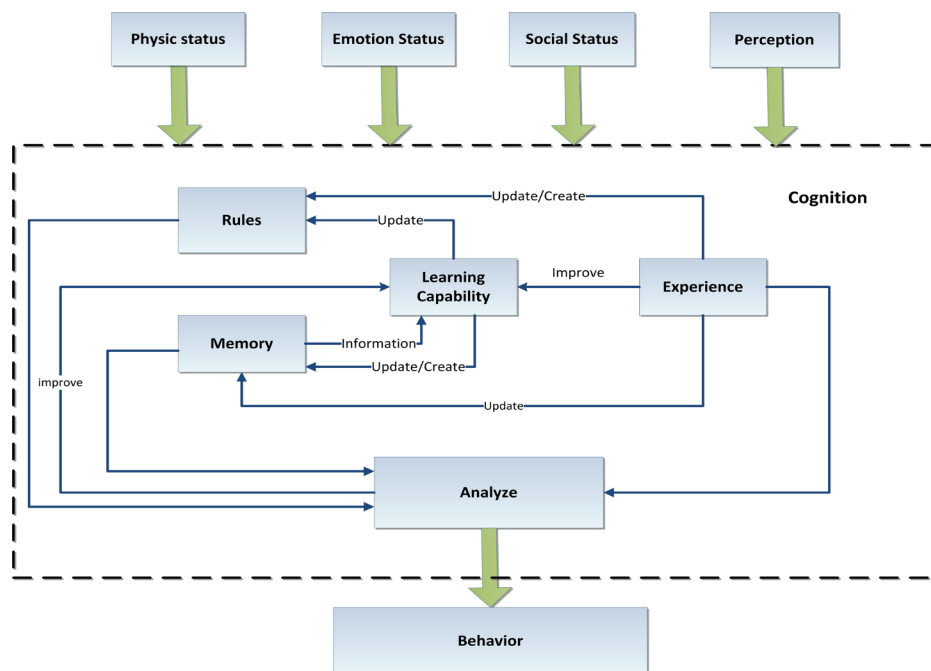 Physic status
Emotion Status
Social Status
Perception
Cognition
Update/Create
Rules
Update
Learning
Capability
Improve
Experience
Memory
Information
Update/Create
improve
Update
Analyze
Behavior